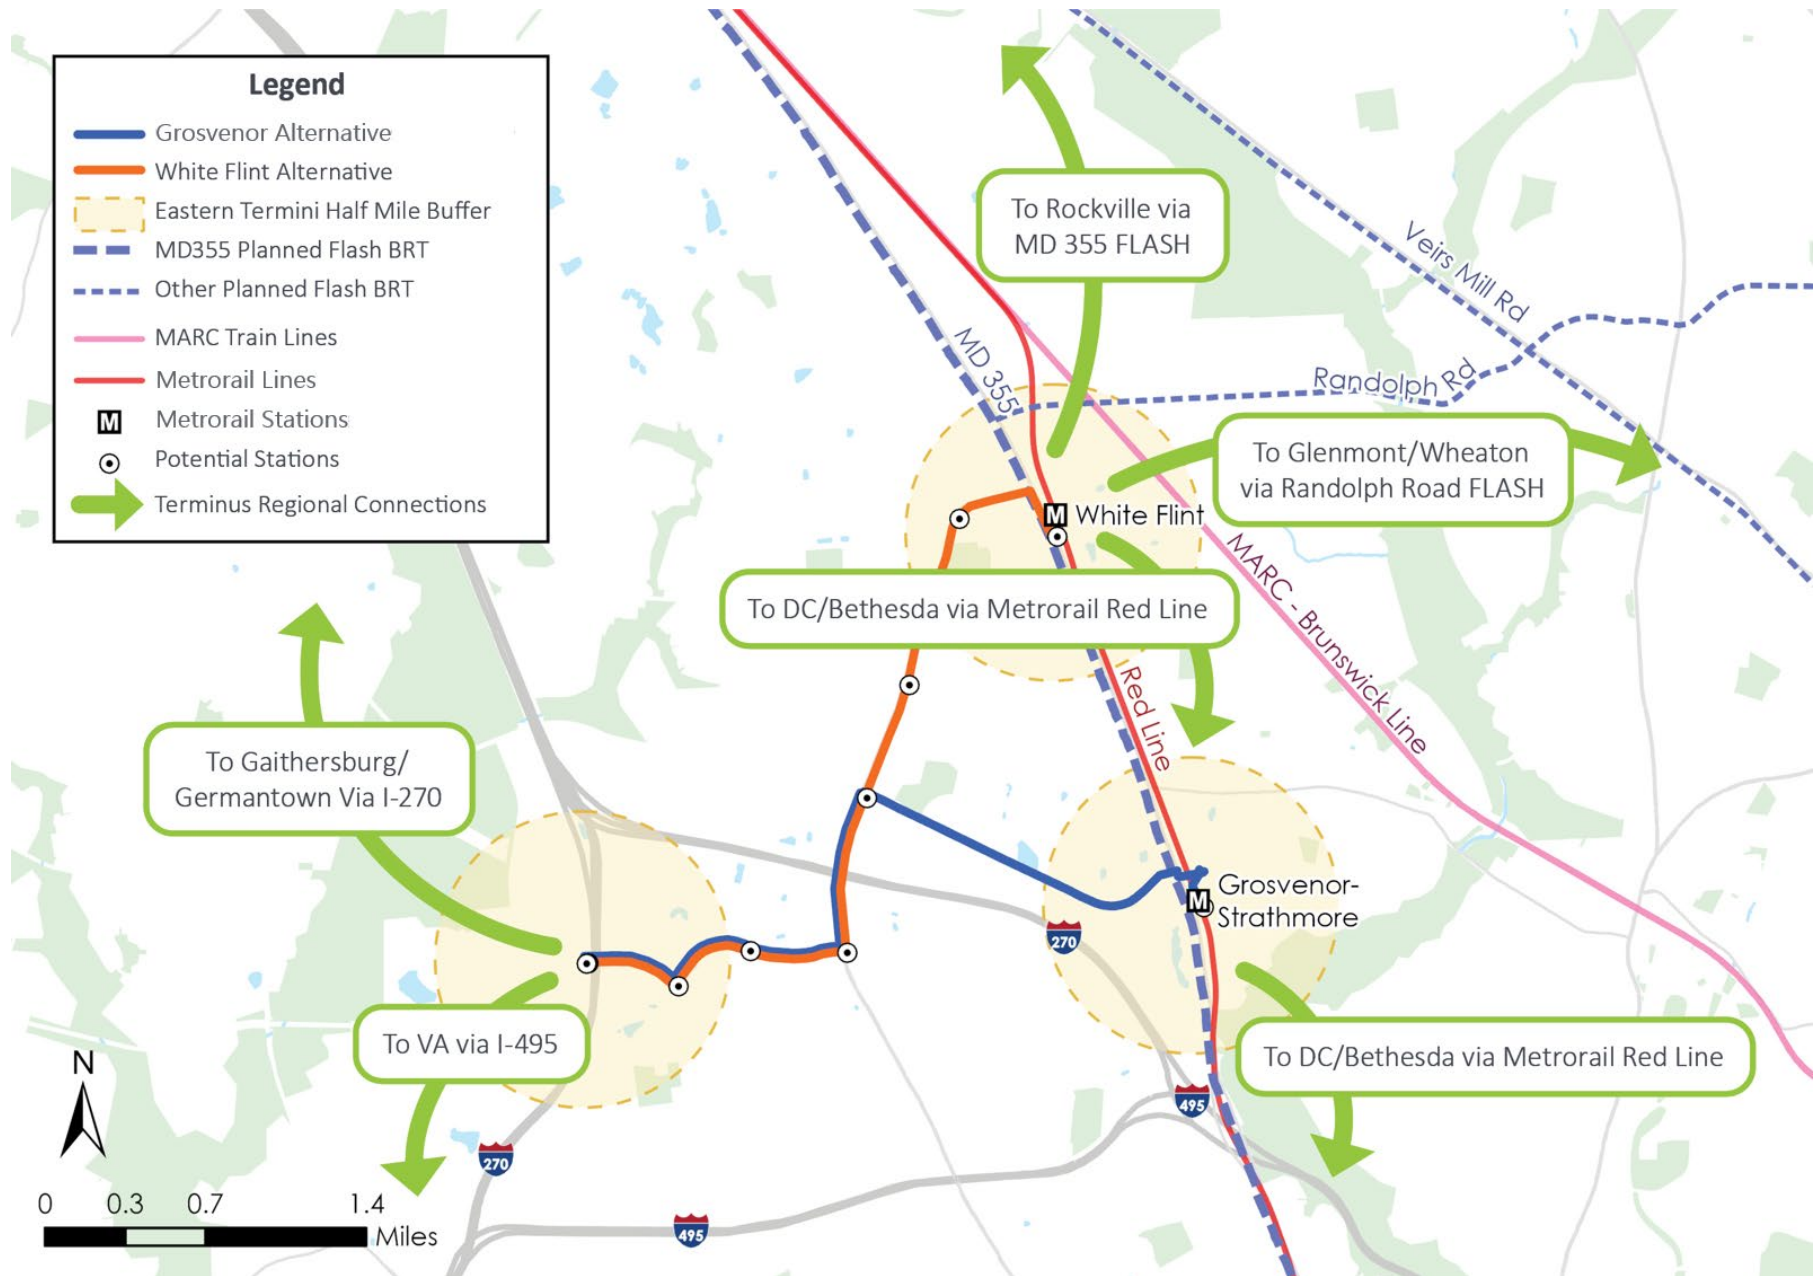 Legend
Grosvenor Alternative
White Flint Alternative
Eastern Termini Half Mile Buffer
MD355 Planned Flash BRT
Other Planned Flash BRT
MARC Train Lines
Metrorail Lines
M
Metrorail Stations
Potential Stations
Terminus Regional Connections
To Rockville via
MD 355 FLASH
Veirs Mill Rd
MD 355
Randolph Rd
To Glenmont/Wheaton
via Randolph Road FLASH
M
White Flint
To DC/Bethesda via Metrorail Red Line
MARC - Brunswick Line
Red Line
To Gaithersburg/
Germantown Via I-270
M
Grosvenor-
Strathmore
270
To VA via I-495
To DC/Bethesda via Metrorail Red Line
495
N
270
0 0.3 0.7 1.4
Miles
495